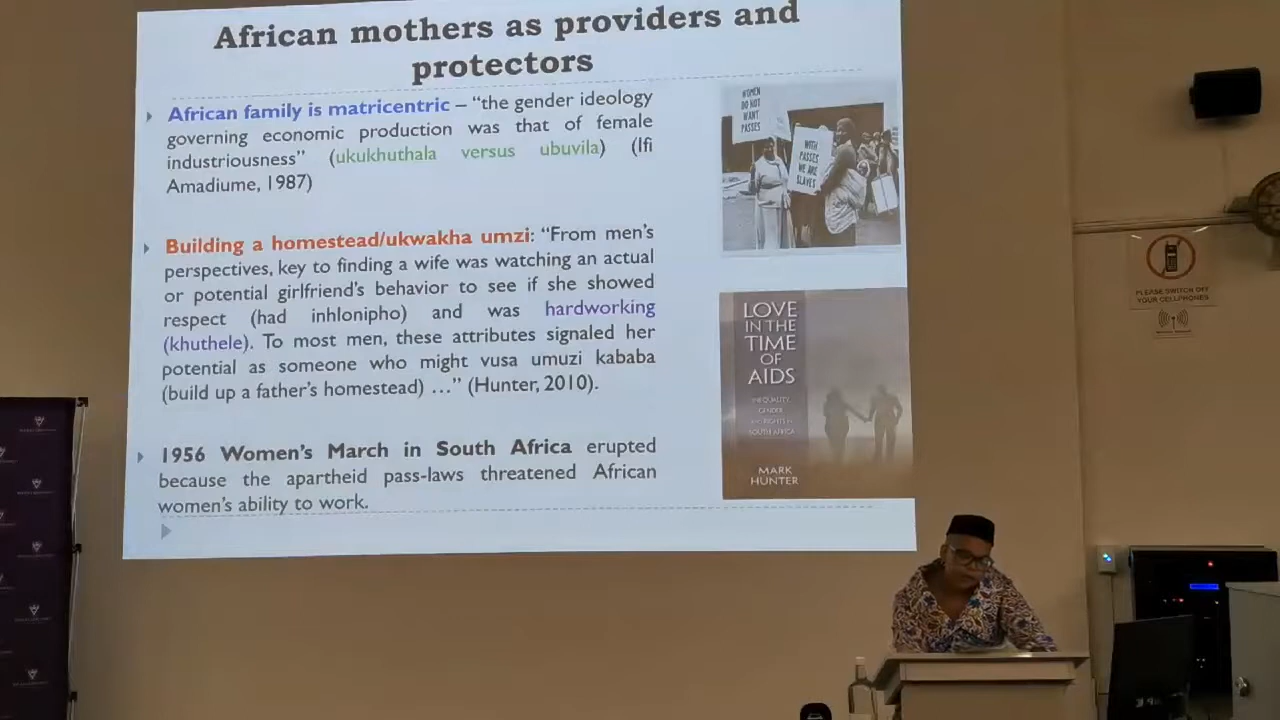 African mothers as providers and
protectors
African family is matricentric – “the gender ideology
governing economic production was that of female
industriousness” (ukukhuthala versus ubuvila) (Ifi
Amadiume, 1987)
Building a homestead/ukwakha umzi: “From men’s
perspectives, key to finding a wife was watching an actual
or potential girlfriend’s behavior to see if she showed
respect (had inhlonipho) and was hardworking
(khuthele). To most men, these attributes signaled her
potential as someone who might vusa umuzi kababa
(build up a father’s homestead) …” (Hunter, 2010).
1956 Women’s March in South Africa erupted
because the apartheid pass-laws threatened African
women’s ability to work.
WOMEN
DO NOT
WANT
PASSES
WITH
PASSES
WE ARE
SLAVES
LOVE
IN THE
TIME
OF
AIDS
INEQUALITY,
GENDER,
SOUTH AFRICA
MARK
HUNTER
PLEASE SWITCH OFF
YOUR CELLPHONES